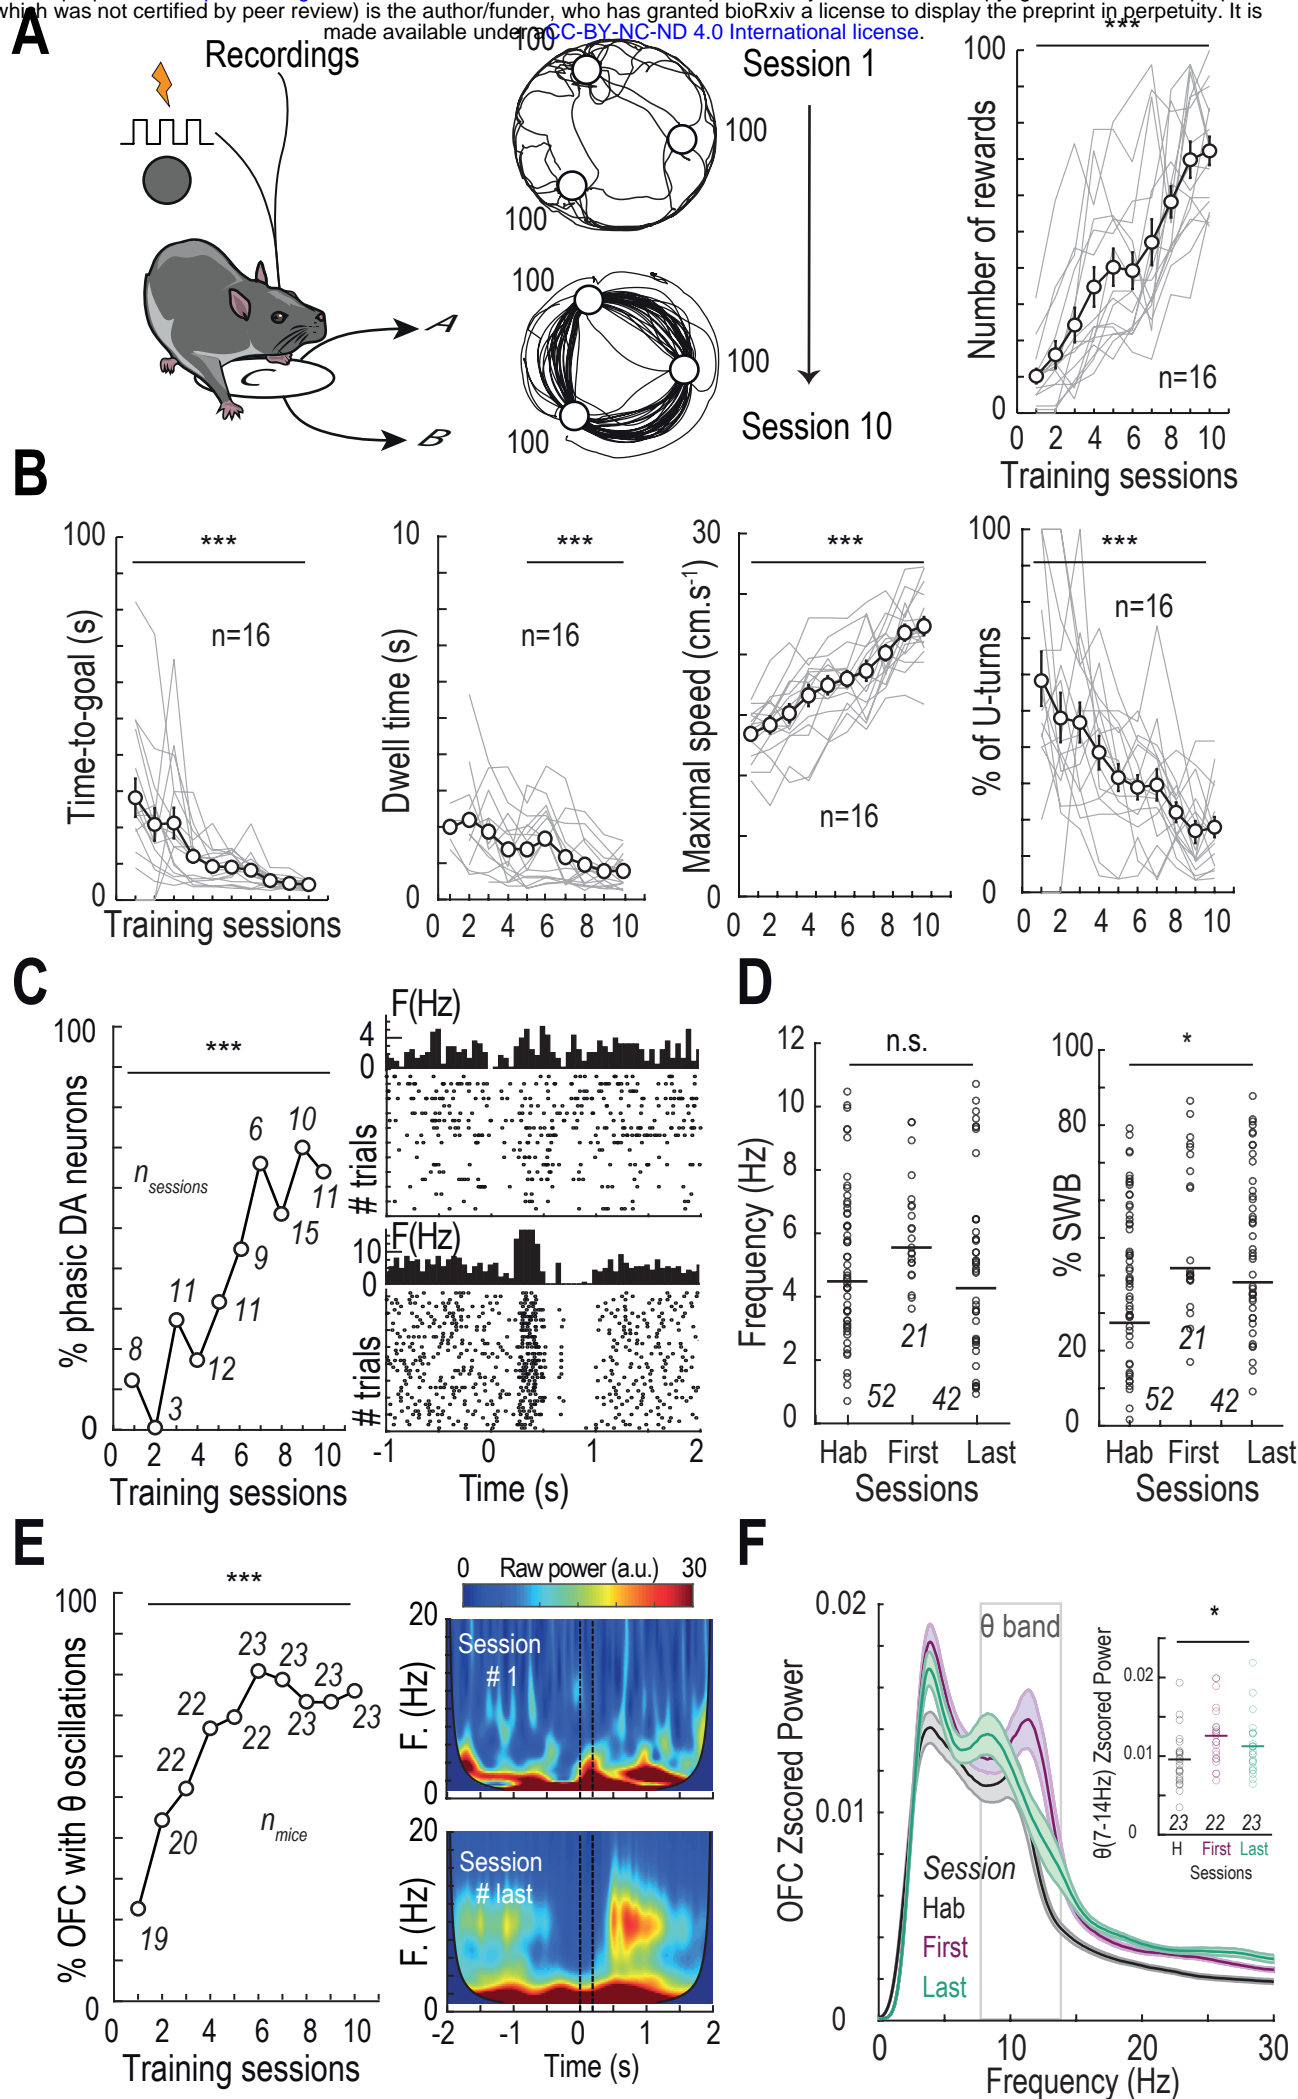 which was not certified by peer review) is the author/funder, who has granted bioRxiv a license to display the preprint in perpetuity. It is
made available under aCC-BY-NC-ND 4.0 International license.
A
Recordings
A
B
C
100
100
100
Session 1
100
100
100
Session 10
***
100
Number of rewards
n=16
0
0 2 4 6 8 10
Training sessions
B
100
***
Time-to-goal (s)
n=16
0
Training sessions
10
***
Dwell time (s)
n=16
0
0 2 4 6 8 10
30
***
Maximal speed (cm.s-1)
n=16
0
0 2 4 6 8 10
100
***
% of U-turns
n=16
0
0 2 4 6 8 10
C
100
***
% phasic DA neurons
nsessions
8
3
11
12
11
9
6
15
10
11
0
0 2 4 6 8 10
Training sessions
F(Hz)
4
0
# trials
F(Hz)
10
0
# trials
-1 0 1 2
Time (s)
D
12
10
8
6
4
2
0
n.s.
Frequency (Hz)
52
21
42
Hab First Last
Sessions
100
80
20
0
*
% SWB
52
21
42
Hab First Last
Sessions
E
100
***
% OFC with θ oscillations
19
20
22
22
22
23
23
23
23
23
nmice
0
0 2 4 6 8 10
Training sessions
0 Raw power (a.u.) 30
20
Session
# 1
F. (Hz)
0
20
Session
# last
F. (Hz)
0
-2 -1 0 1 2
Time (s)
F
0.02
0.01
0
OFC Zscored Power
θ band
Session
Hab
First
Last
0 10 20 30
Frequency (Hz)
*
0.02
0.01
0
θ(7-14Hz) Zscored Power
23 22 23
H First Last
Sessions